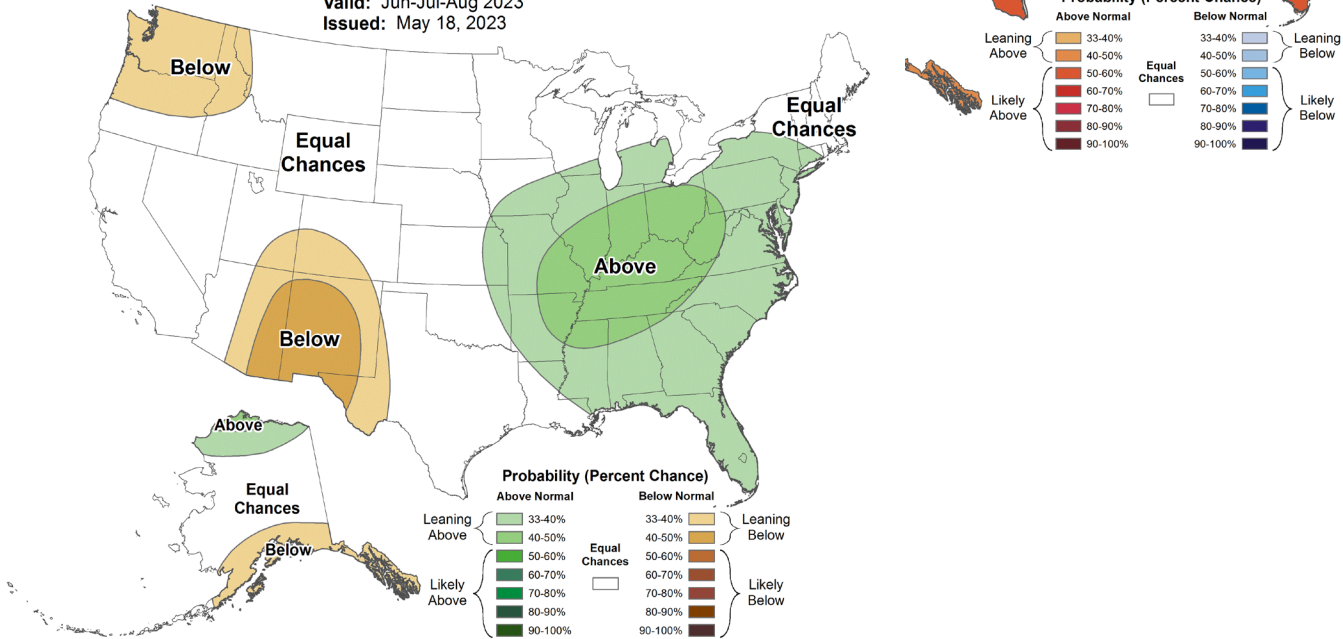 Valid: Jun-Jul-Aug 2023
Issued: May 18, 2023
Below
Equal
Chances
Equal
Chances
Above
Below
Above
Equal
Chances
Below
Probability (Percent Chance)
Above Normal
Below Normal
Leaning
Above
33-40%
40-50%
50-60%
60-70%
70-80%
80-90%
90-100%
Likely
Above
Equal
Chances
33-40%
40-50%
50-60%
60-70%
70-80%
80-90%
90-100%
Leaning
Below
Likely
Below
Probability (Percent Chance)
Above Normal
Below Normal
Leaning
Above
33-40%
40-50%
50-60%
60-70%
70-80%
80-90%
90-100%
Likely
Above
Equal
Chances
33-40%
40-50%
50-60%
60-70%
70-80%
80-90%
90-100%
Leaning
Below
Likely
Below